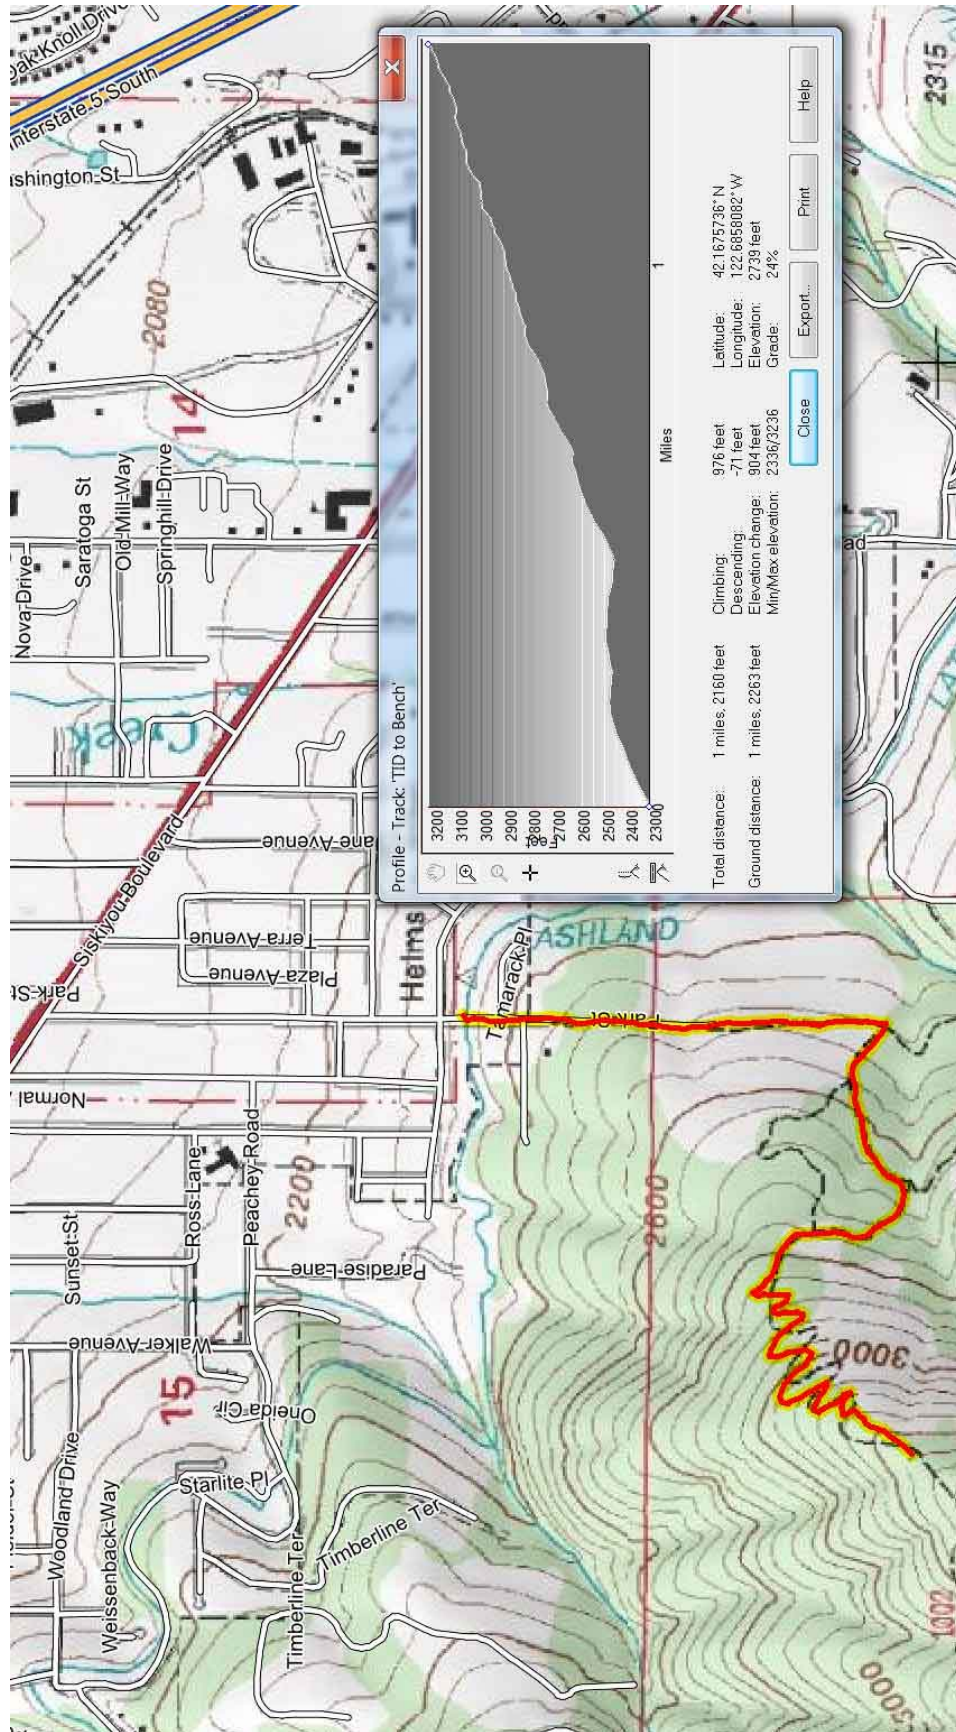 Oak Knoll Drive
Interstate 5 South
Nova Drive
Saratoga St
Old Mill Way
Springhill Drive
2080
14
Creek
Park St
Siskiyou Boulevard
Terra Avenue
Plaza Avenue
Helms
Tamarack Pl
ASHLAND
Park St
Normal
Sunset St
Ross Lane
Peachey Road
2200
Paradise Lane
Walker Avenue
15
Oneida Cir
Woodland Drive
Weissenback Way
Starlite Pl
Timberline Ter
Timberline Ter
2600
3000
3000
1002
2315
Profile - Track: 'TID to Bench'
X
3200
3100
3000
2900
2800
2700
2600
2500
2400
2300
Feet
0
1
Miles
Total distance: 1 miles, 2160 feet Climbing: 976 feet Latitude: 42.1675736° N
Descending: -71 feet Longitude: 122.6858082° W
Ground distance: 1 miles, 2263 feet Elevation change: 904 feet Elevation: 2739 feet
Min/Max elevation: 2336/3236 Grade: 24%
Close
Export...
Print
Help